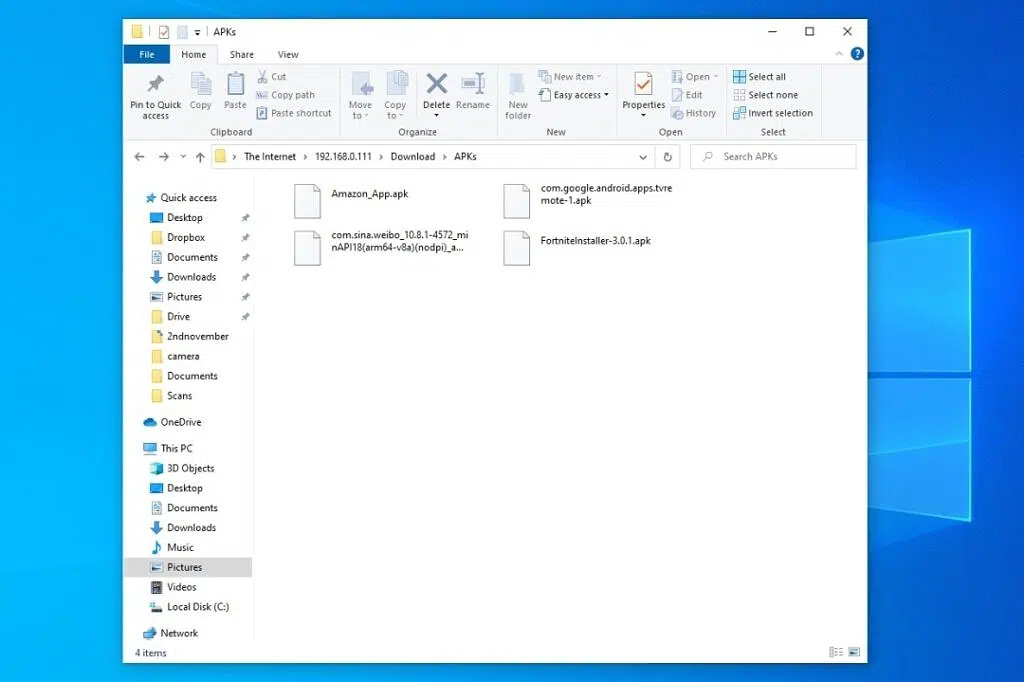 APKs
File Home Share View
Pin to Quick access
Copy
Paste
Cut
Copy path
Paste shortcut
Clipboard
Move to
Copy to
Delete
Rename
Organize
New folder
New item
Easy access
New
Properties
Open
Edit
History
Open
Select all
Select none
Invert selection
Select
The Internet > 192.168.0.111 > Download > APKs
Search APKs
Quick access
Desktop
Dropbox
Documents
Downloads
Pictures
Drive
2ndnovember
camera
Documents
Scans
OneDrive
This PC
3D Objects
Desktop
Documents
Downloads
Music
Pictures
Videos
Local Disk (C:)
Network
Amazon_App.apk
com.google.android.apps.tvre
mote-1.apk
com.sina.weibo_10.8.1-4572_mi
nAPI18(arm64-v8a)(nodpi)_a...
FortniteInstaller-3.0.1.apk
4 items